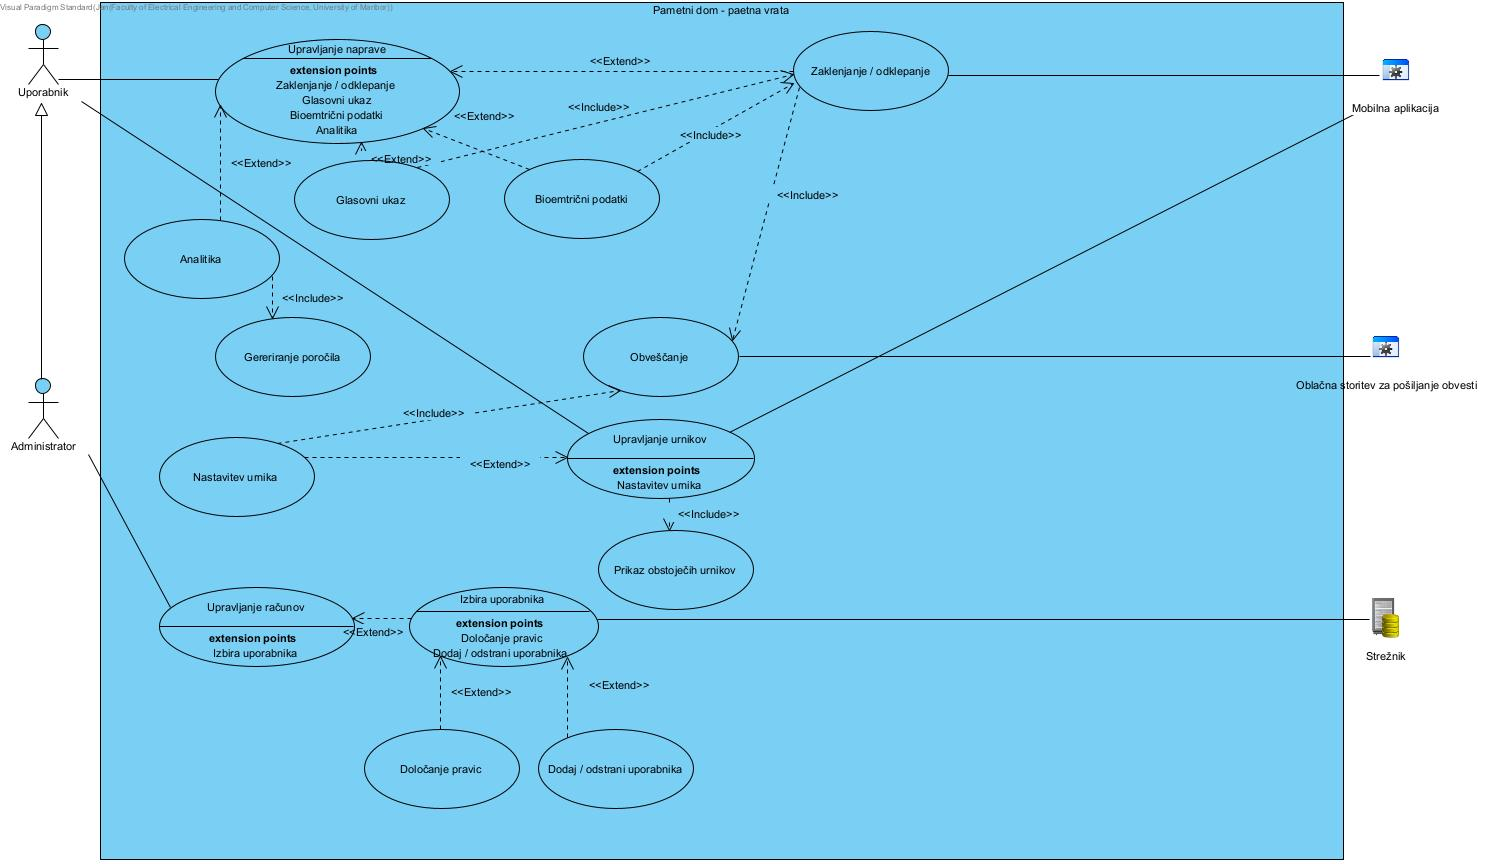 Visual Paradigm Standard(Jan(Faculty of Electrical Engineering and Computer Science, University of Maribor))
Pametni dom - paetna vrata
Uporabnik
Upravljanje naprave
extension points
Zaklenjanje / odklepanje
Glasovni ukaz
Bioemtrični podatki
Analitika
<<Extend>>
Zaklenjanje / odklepanje
Mobilna aplikacija
<<Include>>
<<Extend>>
<<Include>>
<<Extend>>
<<Extend>>
Glasovni ukaz
Bioemtrični podatki
<<Include>>
Analitika
<<Include>>
Gereriranje poročila
Obveščanje
Oblačna storitev za pošiljanje obvesti
<<Include>>
Administrator
Upravljanje urnikov
extension points
Nastavitev urnika
<<Extend>>
Nastavitev urnika
<<Include>>
Prikaz obstoječih urnikov
Upravljanje računov
extension points
Izbira uporabnika
<<Extend>>
Izbira uporabnika
extension points
Določanje pravic
Dodaj / odstrani uporabnika
Strežnik
<<Extend>>
<<Extend>>
Določanje pravic
Dodaj / odstrani uporabnika